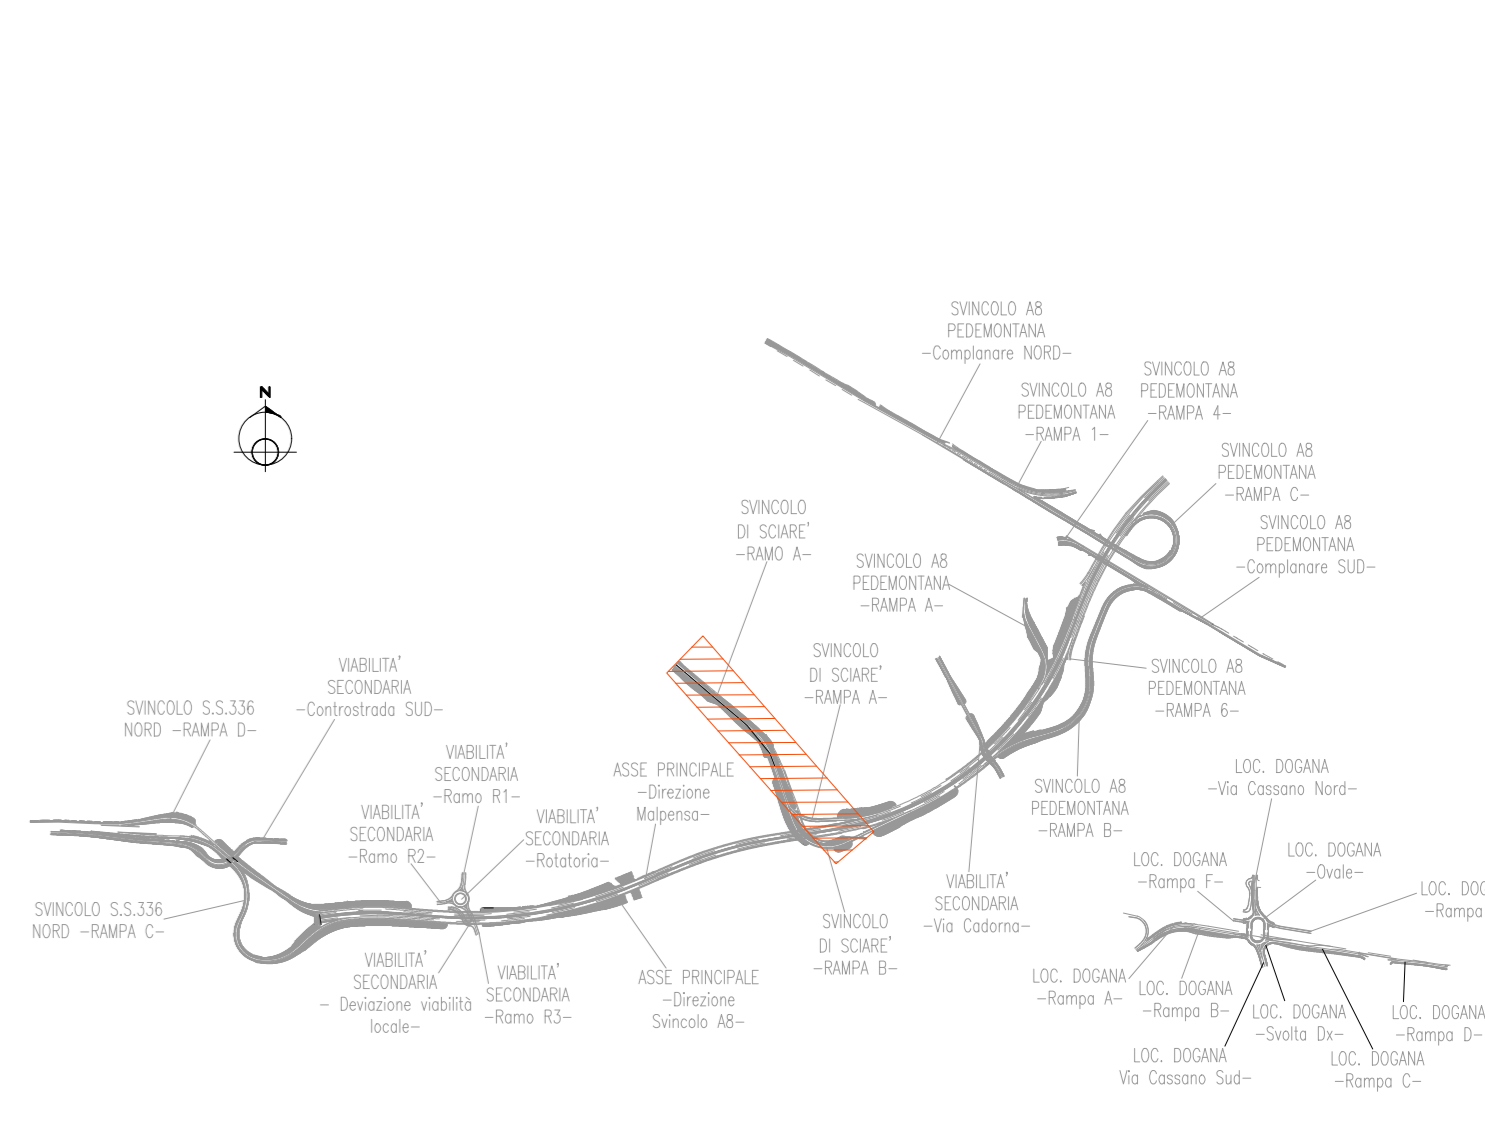 SVINCOLO A8
PEDEMONTANA
-Complanare NORD-
SVINCOLO A8
PEDEMONTANA
-RAMPA 4-
SVINCOLO A8
PEDEMONTANA
-RAMPA 1-
N
SVINCOLO A8
PEDEMONTANA
-RAMPA C-
SVINCOLO
DI SCIARE'
-RAMO A-
SVINCOLO A8
PEDEMONTANA
-Complanare SUD-
SVINCOLO A8
PEDEMONTANA
-RAMPA A-
SVINCOLO
DI SCIARE'
-RAMPA A-
VIABILITA'
SECONDARIA
-Controstrada SUD-
SVINCOLO A8
PEDEMONTANA
-RAMPA 6-
SVINCOLO S.S.336
NORD -RAMPA D-
VIABILITA'
SECONDARIA
-Ramo R1-
ASSE PRINCIPALE
-Direzione
Malpensa-
LOC. DOGANA
-Via Cassano Nord-
SVINCOLO A8
PEDEMONTANA
-RAMPA B-
VIABILITA'
SECONDARIA
-Ramo R2-
VIABILITA'
SECONDARIA
-Rotatoria-
LOC. DOGANA
-Ovale-
LOC. DOGANA
-Rampa F-
VIABILITA'
SECONDARIA
-Via Cadorna-
LOC. DOG
-Rampa
SVINCOLO S.S.336
NORD -RAMPA C-
SVINCOLO
DI SCIARE'
-RAMPA B-
VIABILITA'
SECONDARIA
- Deviazione viabilità
locale-
VIABILITA'
SECONDARIA
-Ramo R3-
ASSE PRINCIPALE
-Direzione
Svincolo A8-
LOC. DOGANA
-Rampa A-
LOC. DOGANA
-Rampa B-
LOC. DOGANA
-Svolta Dx-
LOC. DOGANA
-Rampa D-
LOC. DOGANA
Via Cassano Sud-
LOC. DOGANA
-Rampa C-